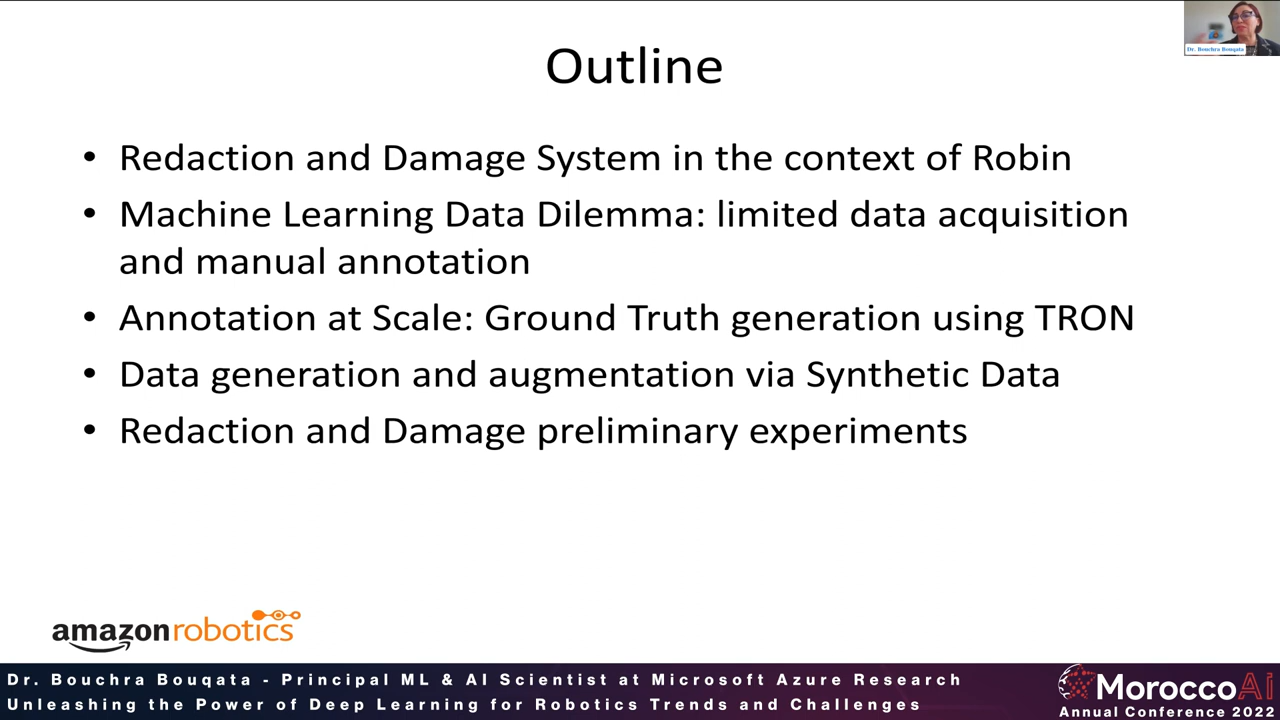 Outline
• Redaction and Damage System in the context of Robin
• Machine Learning Data Dilemma: limited data acquisition
and manual annotation
• Annotation at Scale: Ground Truth generation using TRON
• Data generation and augmentation via Synthetic Data
• Redaction and Damage preliminary experiments
Dr. Bouchra Bouqata
amazonrobotics
Dr. Bouchra Bouqata - Principal ML & AI Scientist at Microsoft Azure Research
Unleashing the Power of Deep Learning for Robotics Trends and Challenges
MoroccoAi
Annual Conference 2022